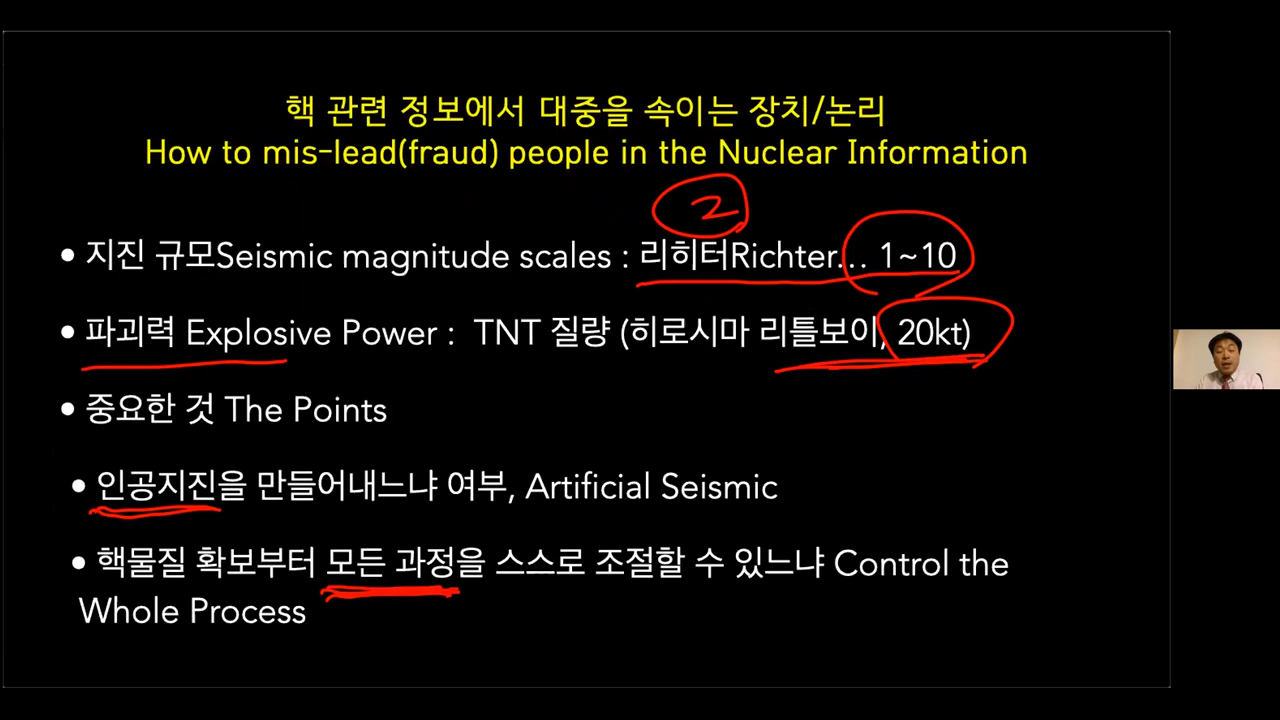 핵 관련 정보에서 대중을 속이는 장치/논리
How to mis-lead(fraud) people in the Nuclear Information
2
• 지진 규모Seismic magnitude scales : 리히터Richter... 1~10
• 파괴력 Explosive Power : TNT 질량 (히로시마 리틀보이, 20kt)
• 중요한 것 The Points
• 인공지진을 만들어내느냐 여부, Artificial Seismic
• 핵물질 확보부터 모든 과정을 스스로 조절할 수 있느냐 Control the
Whole Process